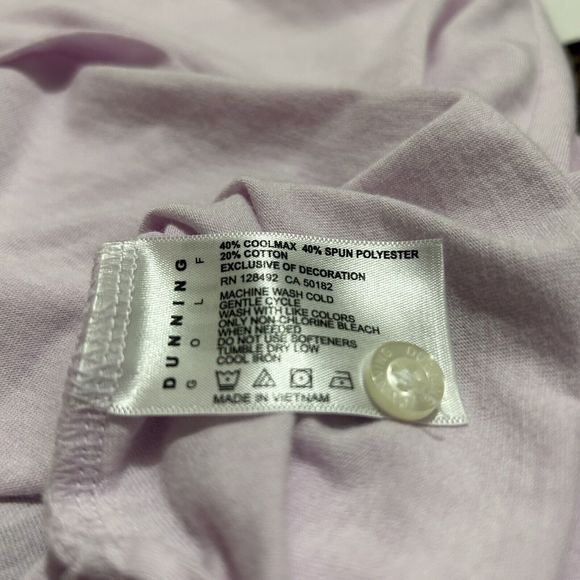 DUNNING
GOLF
40% COOLMAX 40% SPUN POLYESTER
20% COTTON
EXCLUSIVE OF DECORATION
RN 128492 CA 50182
MACHINE WASH COLD
GENTLE CYCLE
WASH WITH LIKE COLORS
ONLY NON-CHLORINE BLEACH
WHEN NEEDED
DO NOT USE SOFTENERS
TUMBLE DRY LOW
COOL IRON
MADE IN VIETNAM